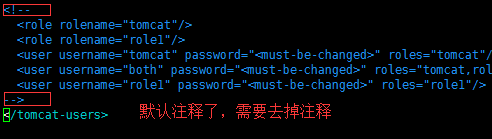 <!--
<role rolename="tomcat"/>
<role rolename="role1"/>
<user username="tomcat" password="<must-be-changed>" roles="tomcat"/
<user username="both" password="<must-be-changed>" roles="tomcat,rol
<user username="role1" password="<must-be-changed>" roles="role1"/>
-->
</tomcat-users>
默认注释了，需要去掉注释